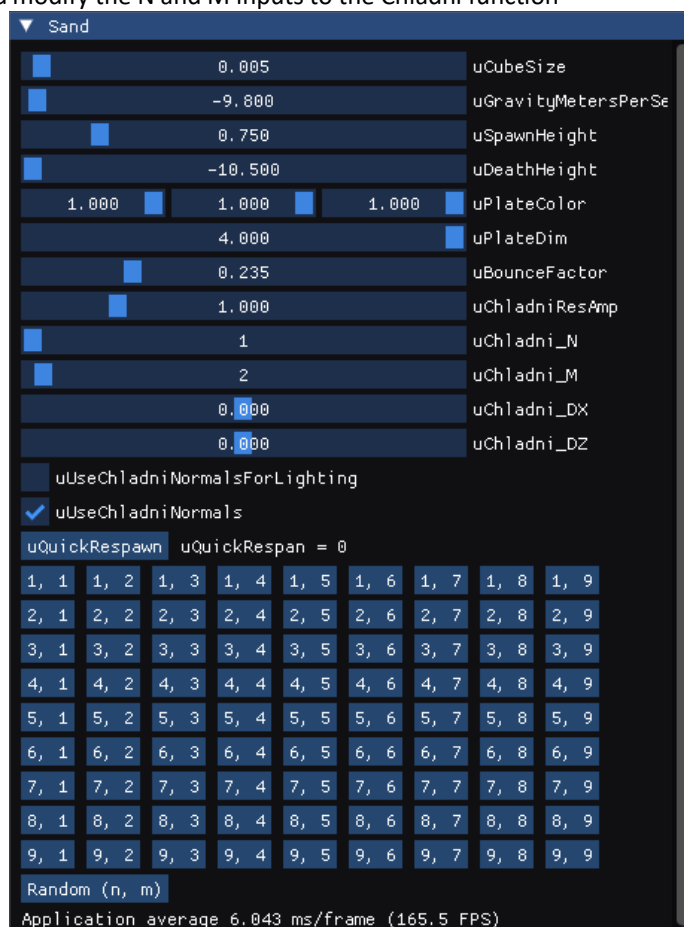 modify the N and M inputs to the Chladni function
Sand
0.005 uCubeSize
-9.800 uGravityMetersPerSe
0.750 uSpawnHeight
-10.500 uDeathHeight
1.000 1.000 1.000 uPlateColor
4.000 uPlateDim
0.235 uBounceFactor
1.000 uChladniResAmp
1 uChladni_N
2 uChladni_M
0.000 uChladni_DX
0.000 uChladni_DZ
uUseChladniNormalsForLighting
uUseChladniNormals
uQuickRespawn uQuickRespan = 0
1, 1 1, 2 1, 3 1, 4 1, 5 1, 6 1, 7 1, 8 1, 9
2, 1 2, 2 2, 3 2, 4 2, 5 2, 6 2, 7 2, 8 2, 9
3, 1 3, 2 3, 3 3, 4 3, 5 3, 6 3, 7 3, 8 3, 9
4, 1 4, 2 4, 3 4, 4 4, 5 4, 6 4, 7 4, 8 4, 9
5, 1 5, 2 5, 3 5, 4 5, 5 5, 6 5, 7 5, 8 5, 9
6, 1 6, 2 6, 3 6, 4 6, 5 6, 6 6, 7 6, 8 6, 9
7, 1 7, 2 7, 3 7, 4 7, 5 7, 6 7, 7 7, 8 7, 9
8, 1 8, 2 8, 3 8, 4 8, 5 8, 6 8, 7 8, 8 8, 9
9, 1 9, 2 9, 3 9, 4 9, 5 9, 6 9, 7 9, 8 9, 9
Random (n, m)
Application average 6.043 ms/frame (165.5 FPS)